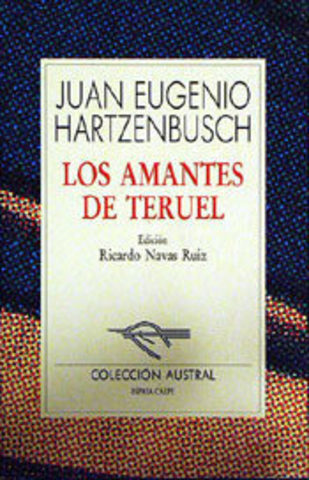 JUAN EUGENIO
HARTZENBUSCH
LOS AMANTES
DE TERUEL
Edición
Ricardo Navas Ruiz
COLECCIÓN AUSTRAL
ESPASA CALPE